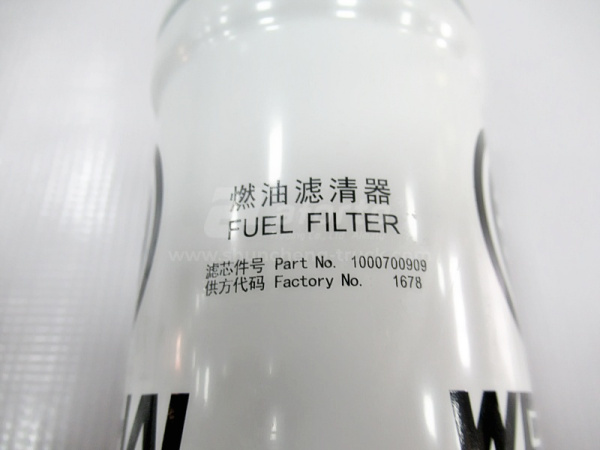 燃油滤清器
FUEL FILTER
滤芯件号 Part No. 1000700909
供方代码 Factory No. 1678